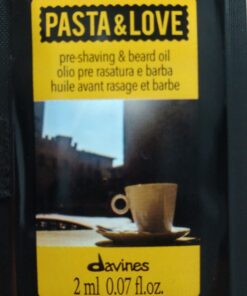 PASTA&LOVE
pre-shaving & beard oil
olio pre rasatura e barba
huile avant rasage et barbe
davines
2 ml 0.07 fl.oz.